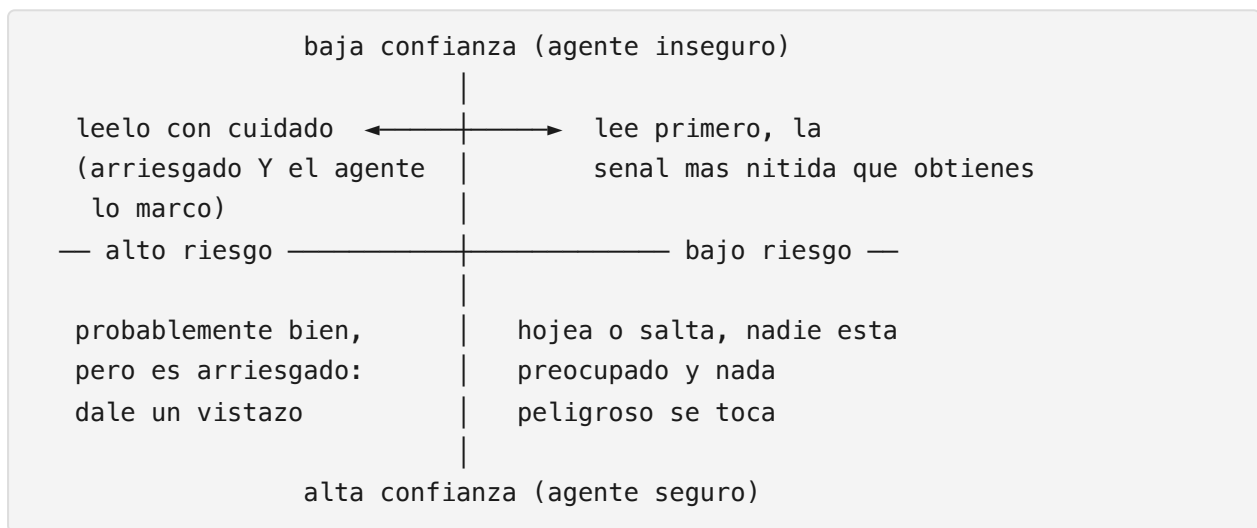 baja confianza (agente inseguro)
leelo con cuidado ◄──────┼──────► lee primero, la
(arriesgado Y el agente │ senal mas nitida que obtienes
lo marco) │
── alto riesgo ───────────┼───────────── bajo riesgo ──
probablemente bien, │ hojea o salta, nadie esta
pero es arriesgado: │ preocupado y nada
dale un vistazo │ peligroso se toca
alta confianza (agente seguro)